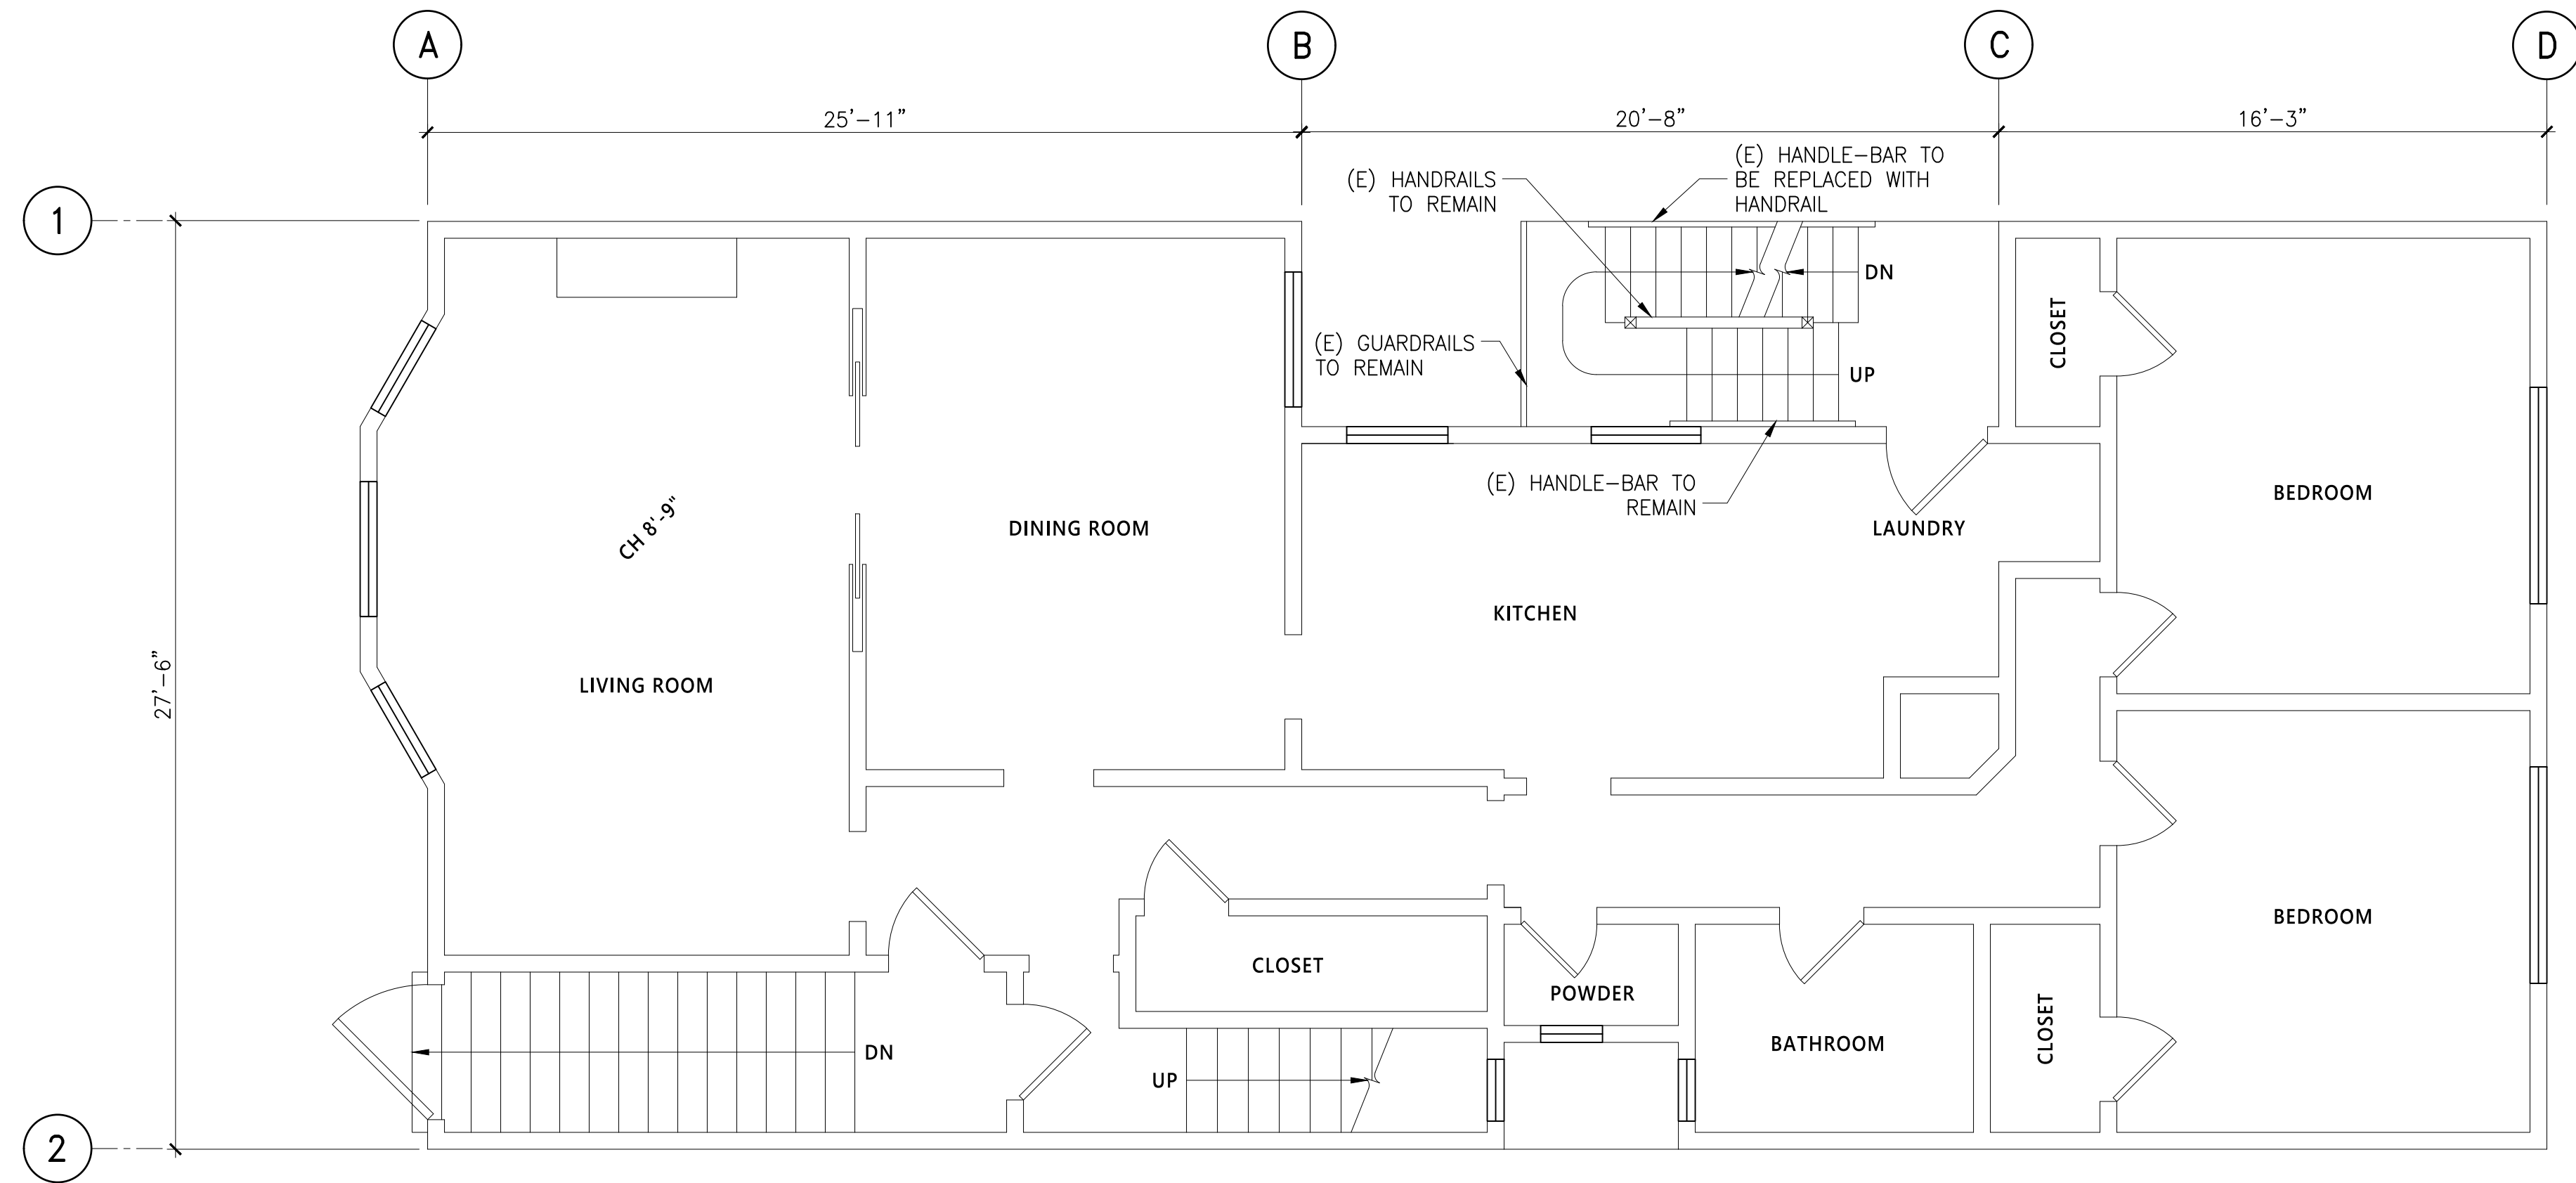 A
B
C
D
25'-11"
20'-8"
16'-3"
1
(E) HANDRAILS
TO REMAIN
(E) HANDLE-BAR TO
BE REPLACED WITH
HANDRAIL
DN
(E) GUARDRAILS
TO REMAIN
UP
CLOSET
(E) HANDLE-BAR TO
REMAIN
CH 8'-9"
DINING ROOM
LAUNDRY
BEDROOM
KITCHEN
27'-6"
LIVING ROOM
BEDROOM
CLOSET
POWDER
CLOSET
BATHROOM
DN
UP
2